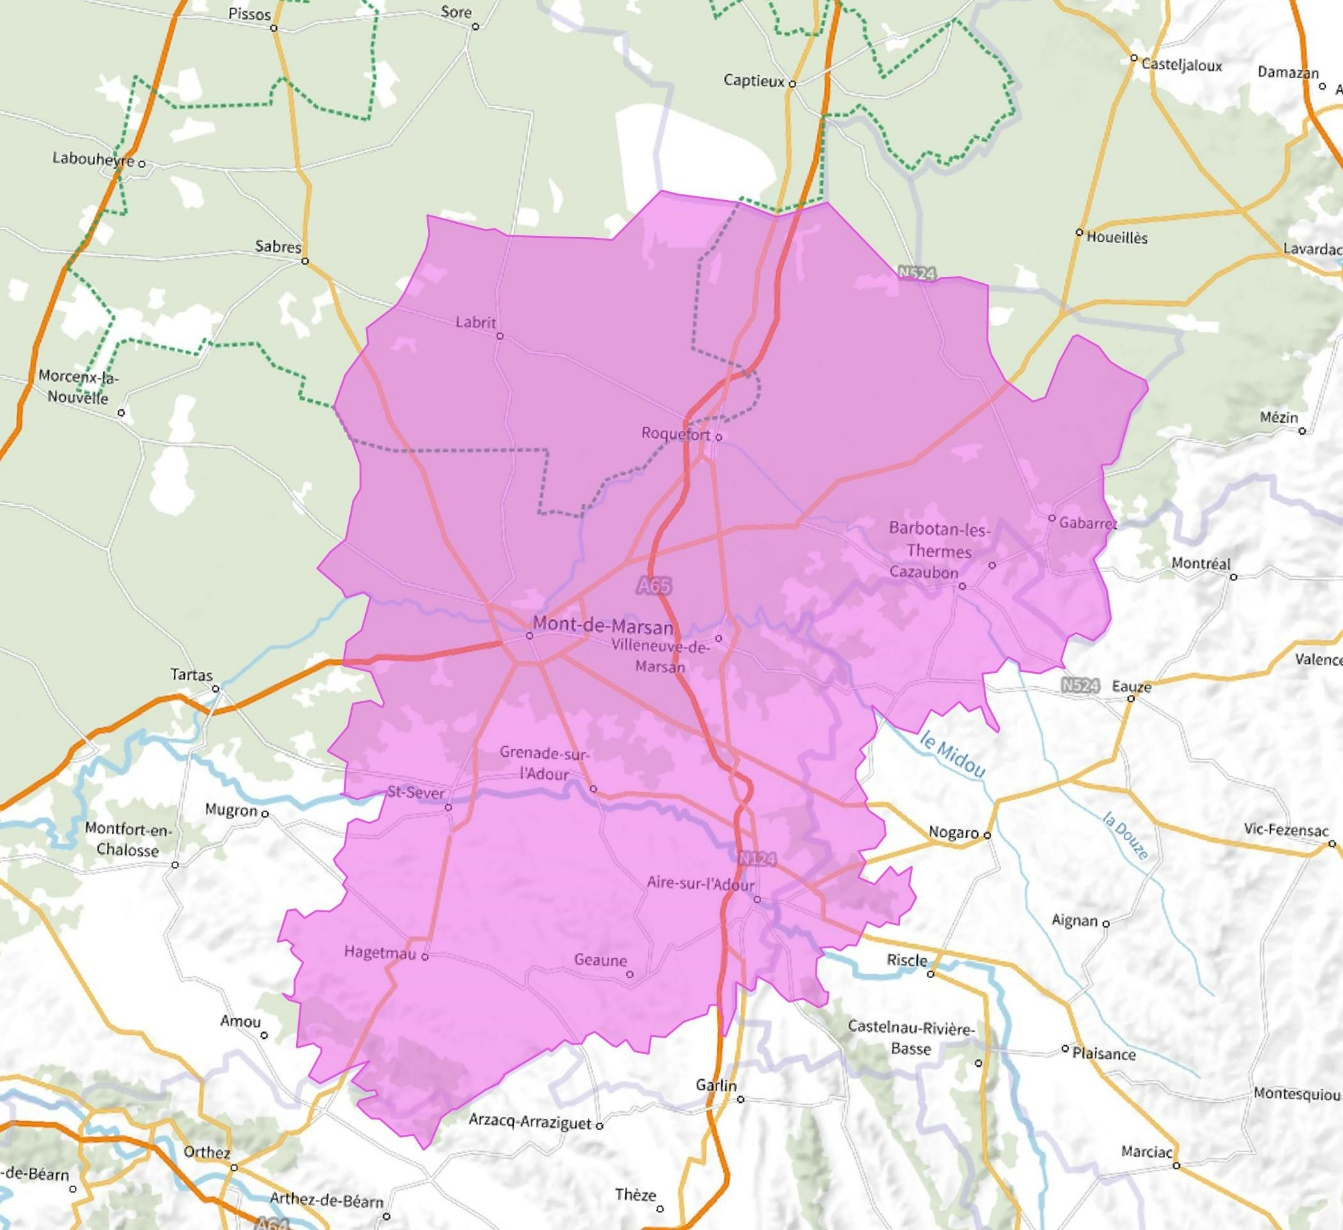 Pissos
Sore
Captieux
Casteljaloux
Damazan
A
Labouheyre
Sabres
Houeillès
Lavardac
N524
Labrit
Morcenx-la-
Nouvelle
Mézin
Roquefort
Barbotan-les-
Thermes
Cazaubon
Gabarret
Montréal
A65
Mont-de-Marsan
Villeneuve-de-
Marsan
Tartas
N524
Eauze
Valence
le Midou
Grenade-sur-
l'Adour
St-Sever
Mugron
Montfort-en-
Chalosse
Nogaro
la Douze
Vic-Fezensac
N124
Aire-sur-l'Adour
Aignan
Hagetmau
Geaune
Riscle
Amou
Castelnau-Rivière-
Basse
Plaisance
Garlin
Montesquiou
Arzacq-Arraziguet
Orthez
Marciac
-de-Béarn
Arthez-de-Béarn
Thèze
A64